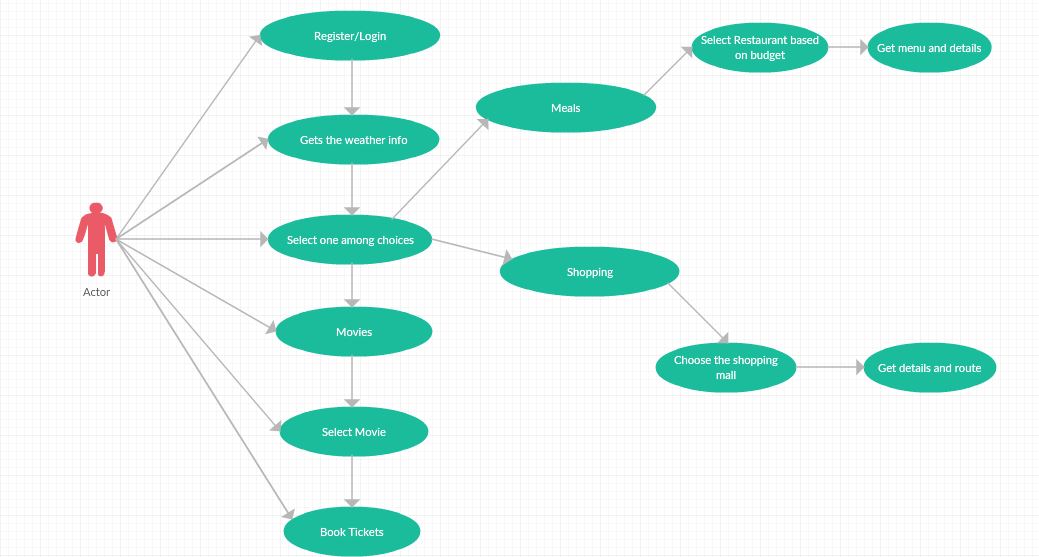 Register/Login
Select Restaurant based
on budget
Get menu and details
Meals
Gets the weather info
Select one among choices
Shopping
Actor
Movies
Choose the shopping
mall
Get details and route
Select Movie
Book Tickets